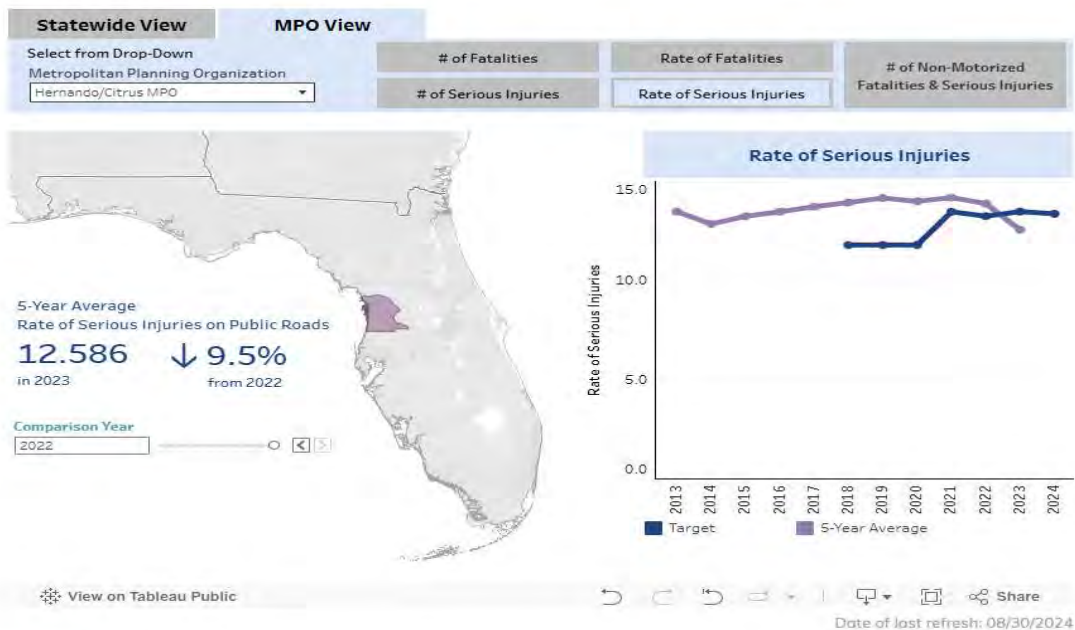 Statewide View
MPO View
Select from Drop-Down
Metropolitan Planning Organization
Hernando/Citrus MPO
# of Fatalities
Rate of Fatalities
# of Non-Motorized
Fatalities & Serious Injuries
# of Serious Injuries
Rate of Serious Injuries
5-Year Average
Rate of Serious Injuries on Public Roads
12.586
in 2023
↓ 9.5%
from 2022
Comparison Year
2022
< >
Rate of Serious Injuries
Rate of Serious Injuries
15.0
10.0
5.0
0.0
2013
2014
2015
2016
2017
2018
2019
2020
2021
2022
2023
2024
Target
5-Year Average
View on Tableau Public
Share
Date of last refresh: 08/30/2024